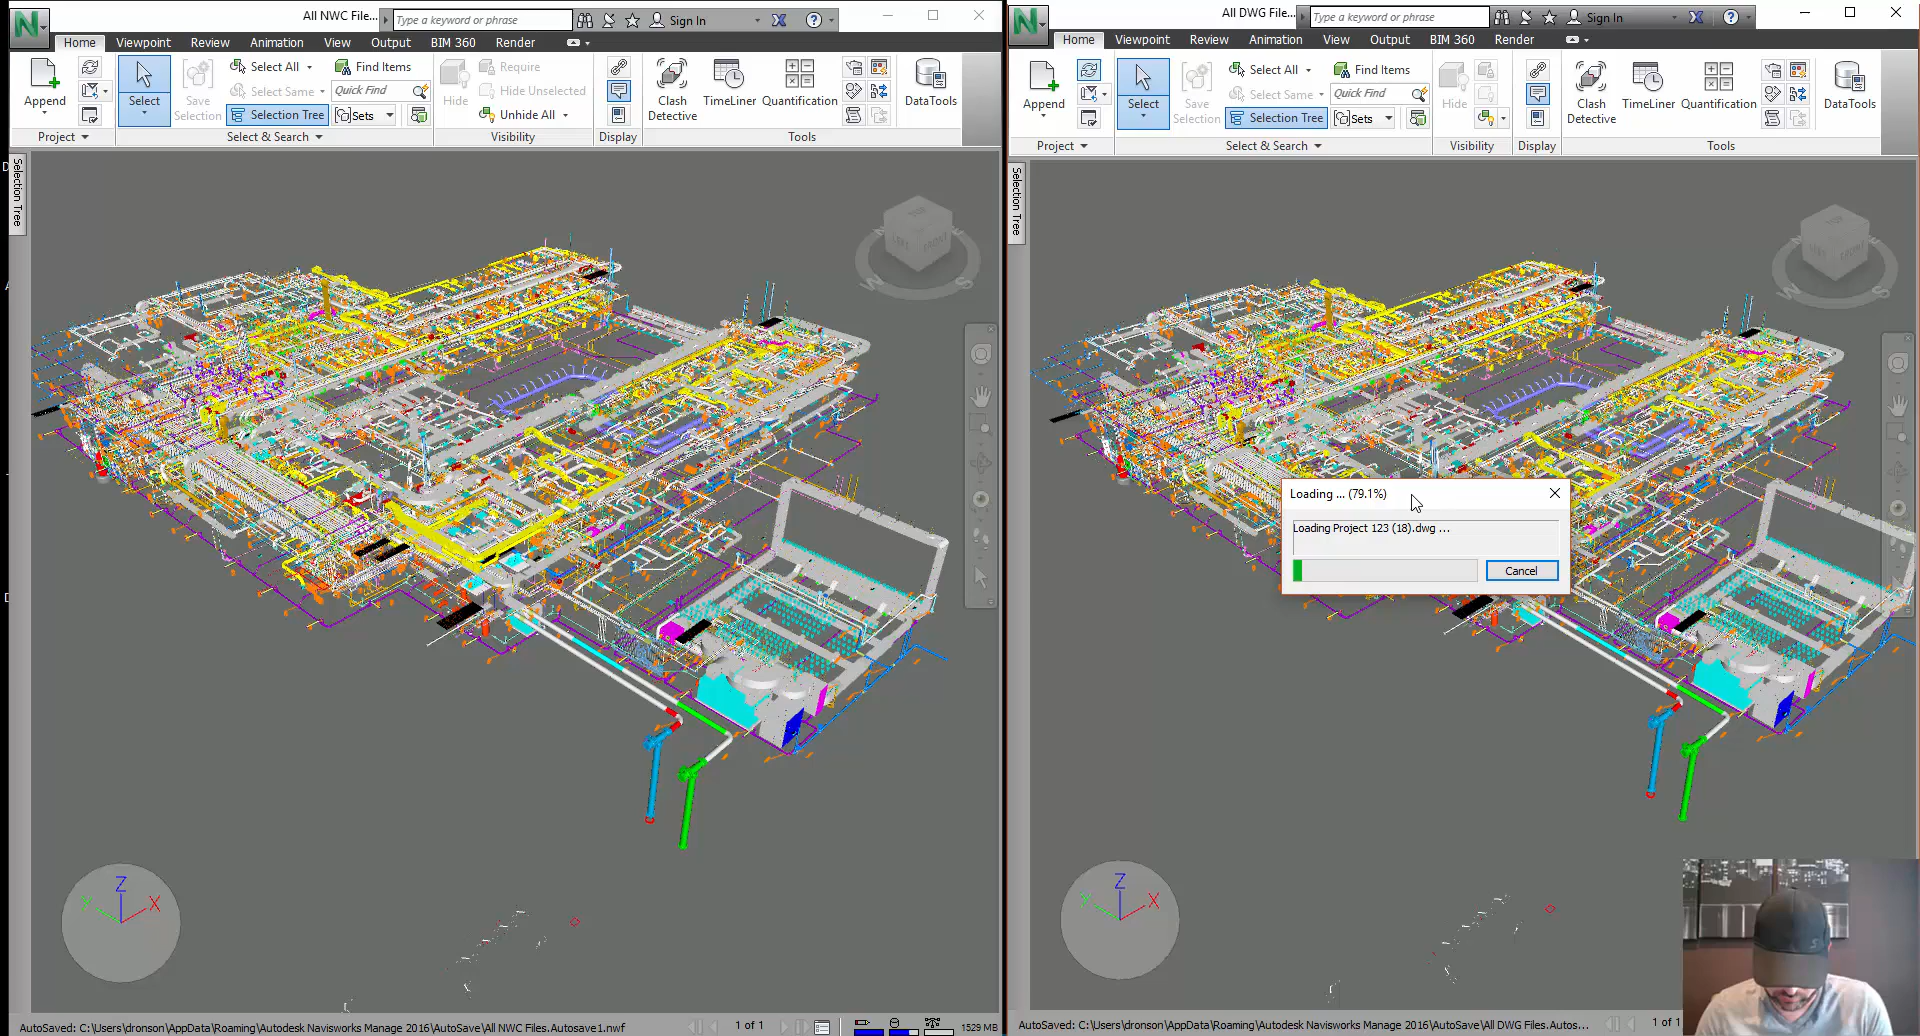 All NWC File...
Type a keyword or phrase
Sign In
Home Viewpoint Review Animation View Output BIM 360 Render
Append
Select
Save
Selection
Select All
Select Same
Selection Tree
Find Items
Quick Find
Sets
Hide
Require
Hide Unselected
Unhide All
Clash
Detective
TimeLiner
Quantification
DataTools
Project
Select & Search
Visibility
Display
Tools
Selection Tree
Z
Y
X
W
S
AutoSaved: C:\Users\dronson\AppData\Roaming\Autodesk Navisworks Manage 2016\AutoSave\All NWC Files.Autosave1.nwf
1 of 1
1529 MB
All DWG File...
Type a keyword or phrase
Sign In
Home Viewpoint Review Animation View Output BIM 360 Render
Append
Select
Save
Selection
Select All
Select Same
Selection Tree
Find Items
Quick Find
Sets
Hide
Clash
Detective
TimeLiner
Quantification
DataTools
Project
Select & Search
Visibility
Display
Tools
Selection Tree
W
S
Loading ... (79.1%)
Loading Project 123 (18).dwg ...
Cancel
Z
Y
X
AutoSaved: C:\Users\dronson\AppData\Roaming\Autodesk Navisworks Manage 2016\AutoSave\All DWG Files.Autos...
1 of 1